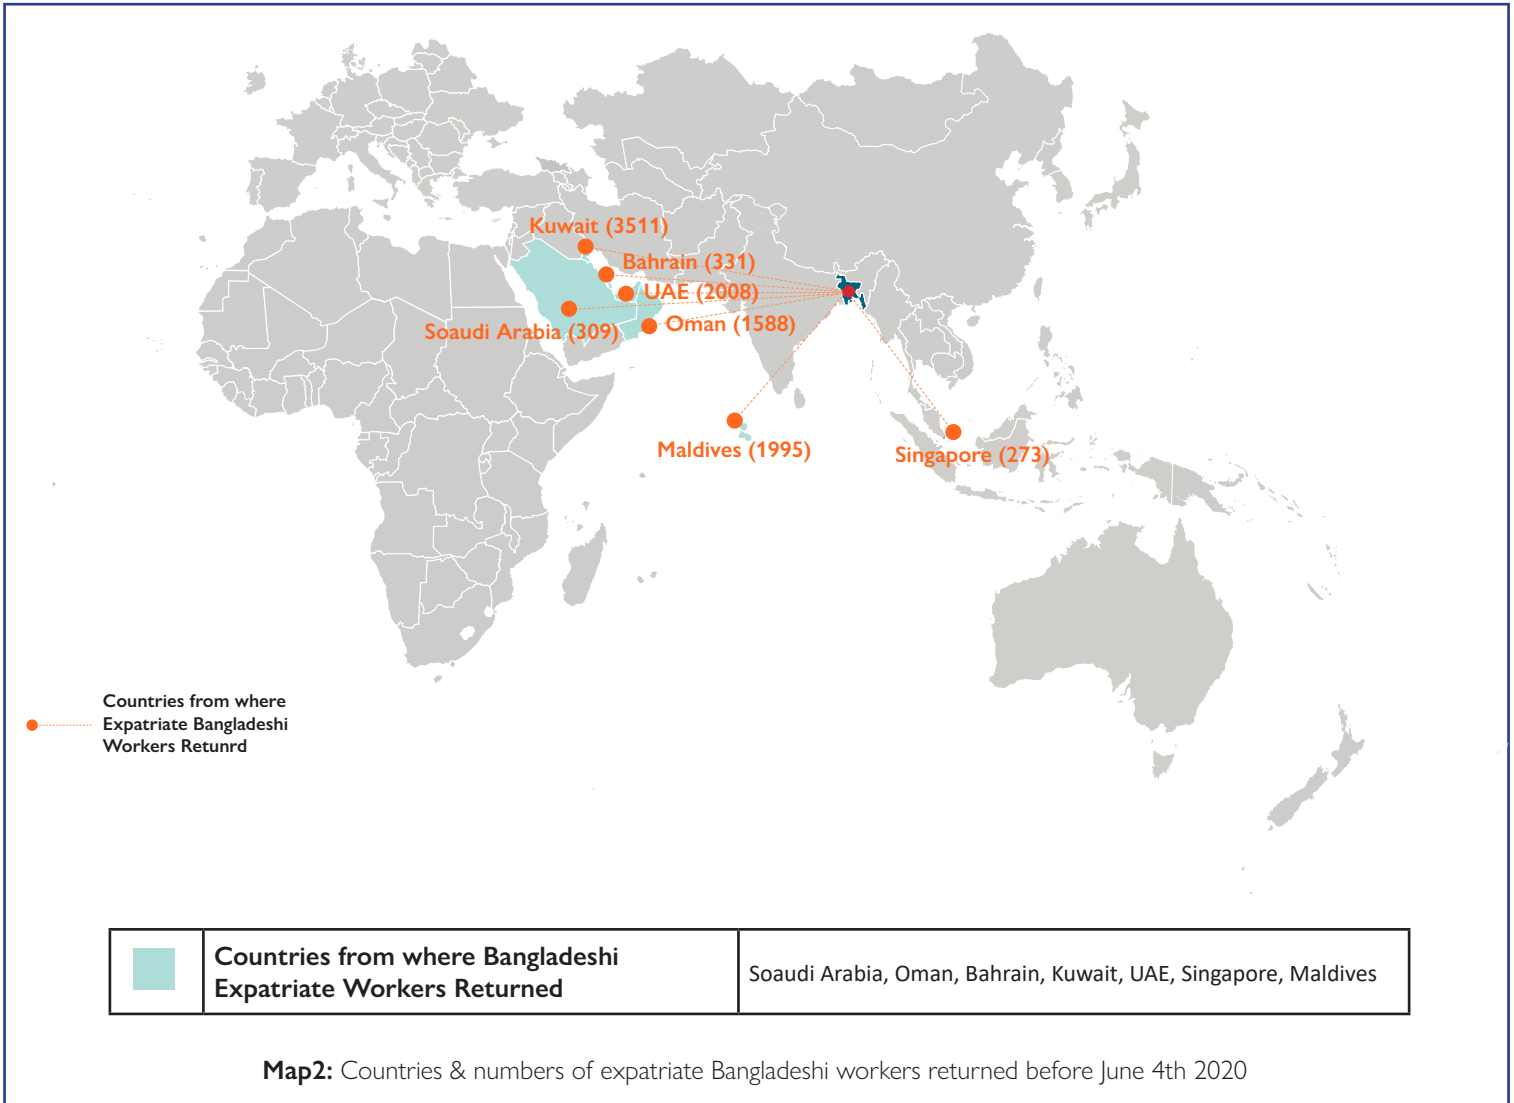 Kuwait (3511)
Bahrain (331)
UAE (2008)
Oman (1588)
Soaudi Arabia (309)
Maldives (1995)
Singapore (273)
Countries from where
Expatriate Bangladeshi
Workers Retunrd
Countries from where Bangladeshi
Expatriate Workers Returned
Soaudi Arabia, Oman, Bahrain, Kuwait, UAE, Singapore, Maldives
Map2: Countries & numbers of expatriate Bangladeshi workers returned before June 4th 2020